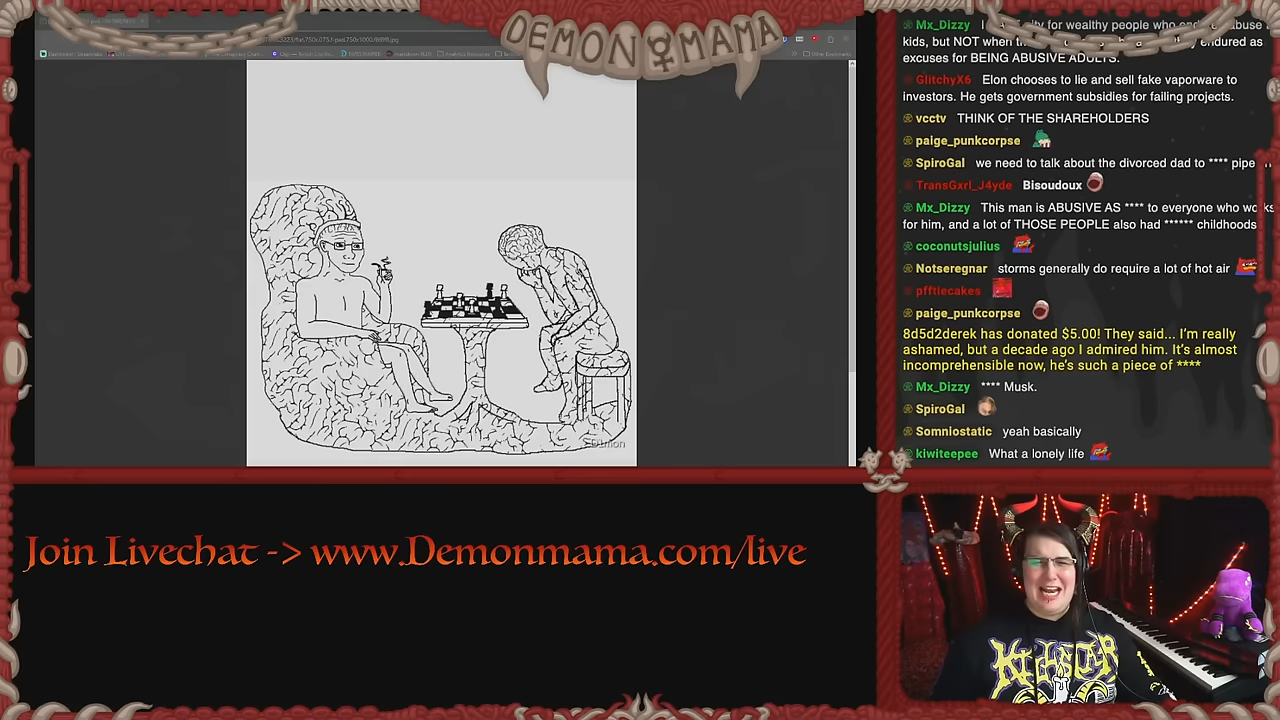 DEMON MAMA
Other Bookmarks
Mx_Dizzy
kids, but NOT when
endured as
excuses for BEING ABUSIVE ADULTS.
GlitchyX6 Elon chooses to lie and sell fake vaporware to
investors. He gets government subsidies for failing projects.
vcctv THINK OF THE SHAREHOLDERS
paige_punkcorpse
SpiroGal we need to talk about the divorced dad to **** pipe
TransGxrl_J4yde Bisoudoux
Mx_Dizzy This man is ABUSIVE AS **** to everyone who works
for him, and a lot of THOSE PEOPLE also had ****** childhoods
coconutsjulius
Notseregnar storms generally do require a lot of hot air
pfftlecakes
paige_punkcorpse
8d5d2derek has donated $5.00! They said... I'm really
ashamed, but a decade ago I admired him. It's almost
incomprehensible now, he's such a piece of ****
Mx_Dizzy **** Musk.
SpiroGal
Somniostatic yeah basically
kiwiteepee What a lonely life
Join Livechat -> www.Demonmama.com/live